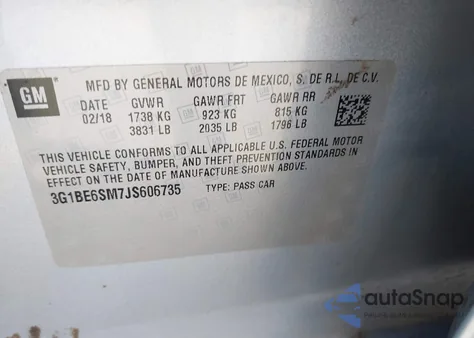 GM
MFD BY GENERAL MOTORS DE MEXICO, S. DE R.L, DE C.V.
DATE GVWR GAWR FRT GAWR RR
02/18 1738 KG 923 KG 815 KG
3831 LB 2035 LB 1796 LB
THIS VEHICLE CONFORMS TO ALL APPLICABLE U.S. FEDERAL MOTOR
VEHICLE SAFETY, BUMPER, AND THEFT PREVENTION STANDARDS IN
EFFECT ON THE DATE OF MANUFACTURE SHOWN ABOVE.
3G1BE6SM7JS606735 TYPE: PASS CAR
autoSnap